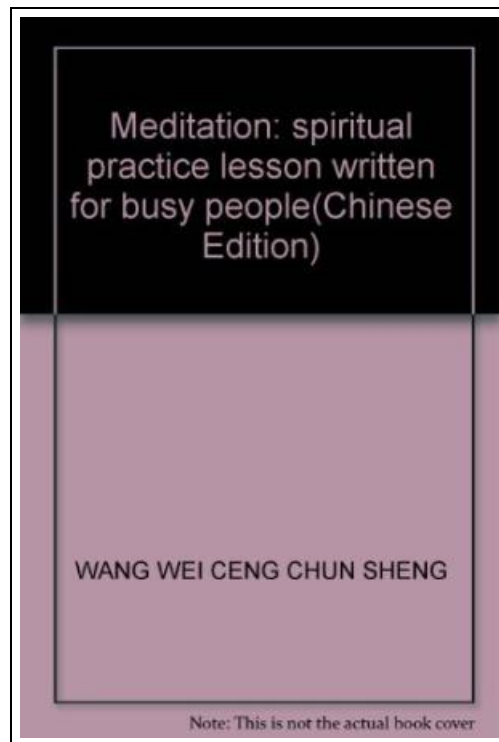 Meditation: spiritual
practice lesson written
for busy people(Chinese
Edition)
WANG WEI CENG CHUN SHENG
Note: This is not the actual book cover